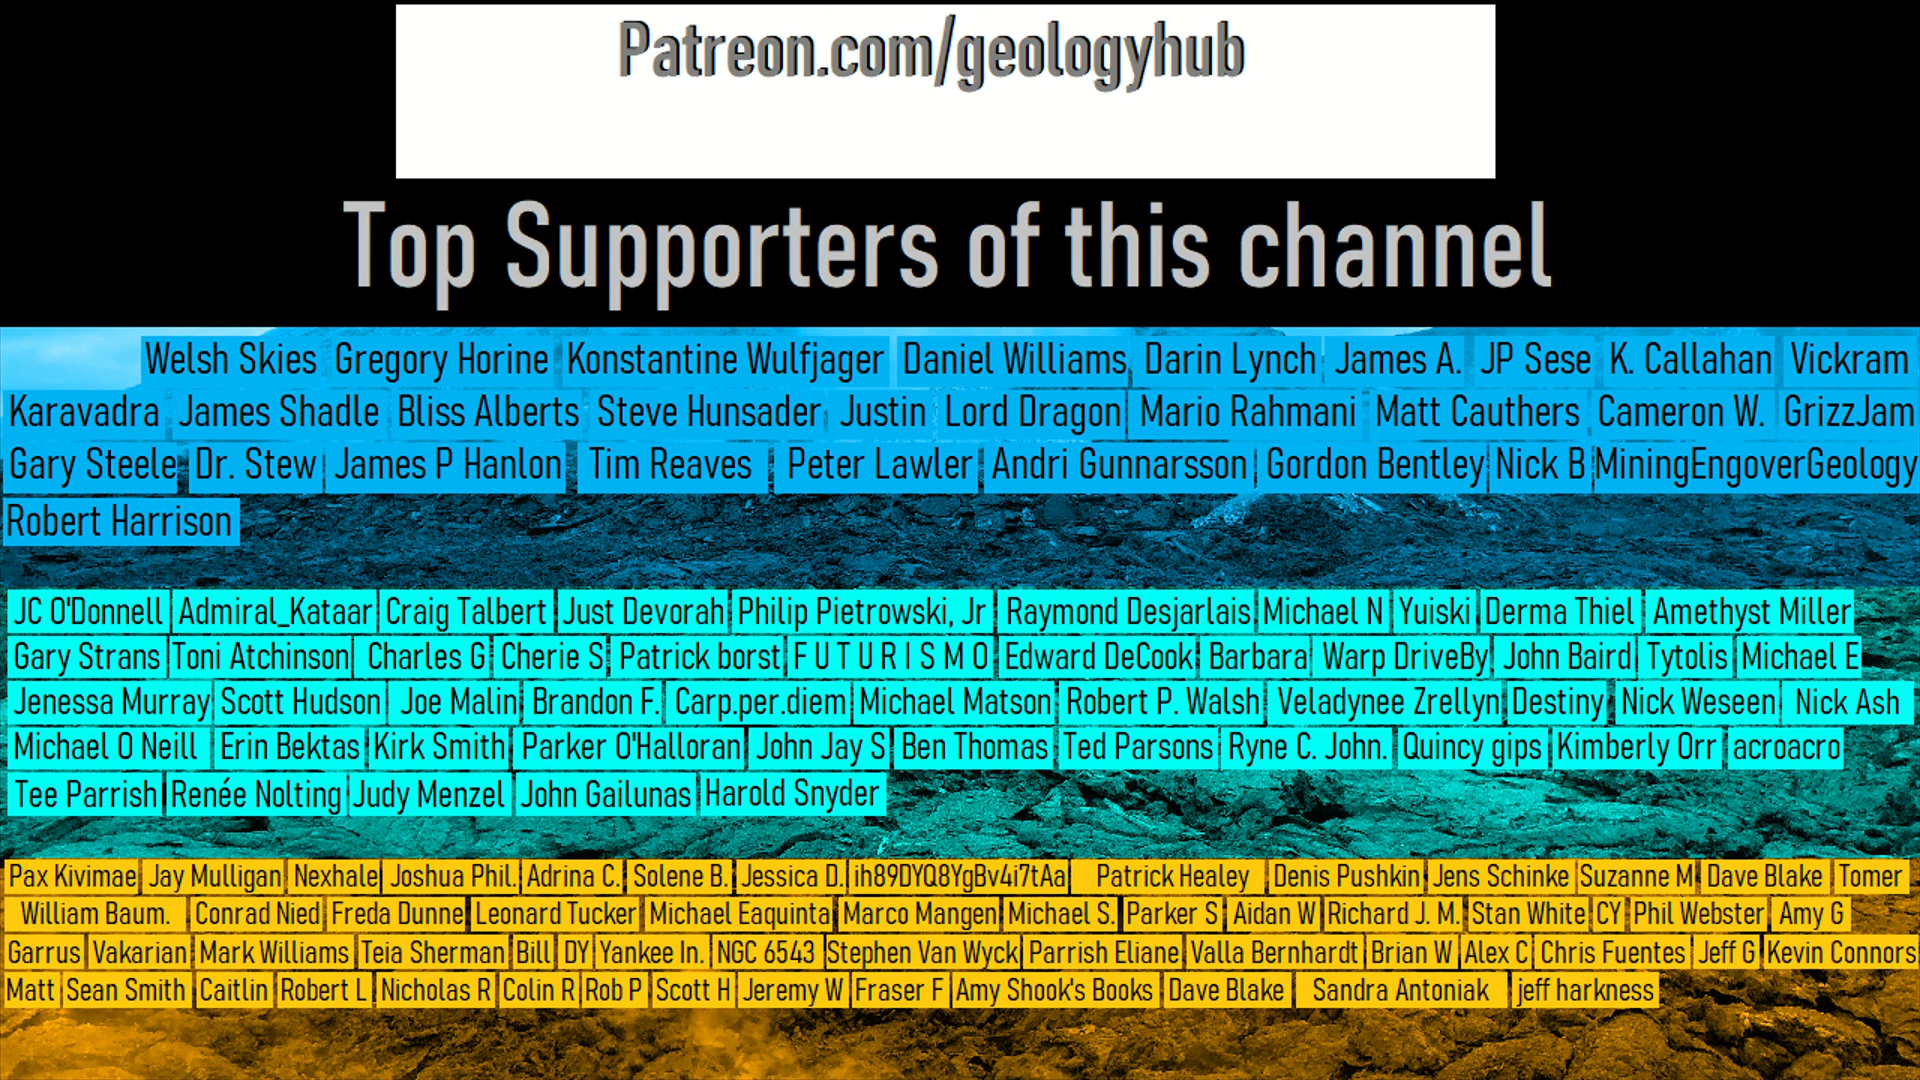 Patreon.com/geologyhub
Top Supporters of this channel
Welsh Skies Gregory Horine Konstantine Wulfjager Daniel Williams Darin Lynch James A. JP Sese K. Callahan Vickram
Karavadra James Shadle Bliss Alberts Steve Hunsader Justin Lord Dragon Mario Rahmani Matt Cauthers Cameron W. GrizzJam
Gary Steele Dr. Stew James P Hanlon Tim Reaves Peter Lawler Andri Gunnarsson Gordon Bentley Nick B MiningEngoverGeology
Robert Harrison
JC O'Donnell Admiral_Kataar Craig Talbert Just Devorah Philip Pietrowski, Jr Raymond Desjarlais Michael N Yuiski Derma Thiel Amethyst Miller
Gary Strans Toni Atchinson Charles G Cherie S Patrick borst F U T U R I S M O Edward DeCook Barbara Warp DriveBy John Baird Tytolis Michael E
Jenessa Murray Scott Hudson Joe Malin Brandon F. Carp.per.diem Michael Matson Robert P. Walsh Veladynee Zrellyn Destiny Nick Weseen Nick Ash
Michael O Neill Erin Bektas Kirk Smith Parker O'Halloran John Jay S Ben Thomas Ted Parsons Ryne C. John. Quincy gips Kimberly Orr acroacro
Tee Parrish Renée Nolting Judy Menzel John Gailunas Harold Snyder
Pax Kivimae Jay Mulligan Nexhale Joshua Phil. Adrina C. Solene B. Jessica D. ih89DYQ8YgBv4i7tAa Patrick Healey Denis Pushkin Jens Schinke Suzanne M Dave Blake Tomer
William Baum. Conrad Nied Freda Dunne Leonard Tucker Michael Eaquinta Marco Mangen Michael S. Parker S Aidan W Richard J. M. Stan White CY Phil Webster Amy G
Garrus Vakarian Mark Williams Teia Sherman Bill DY Yankee In. NGC 6543 Stephen Van Wyck Parrish Eliane Valla Bernhardt Brian W Alex C Chris Fuentes Jeff G Kevin Connors
Matt Sean Smith Caitlin Robert L Nicholas R Colin R Rob P Scott H Jeremy W Fraser F Amy Shook's Books Dave Blake Sandra Antoniak jeff harkness